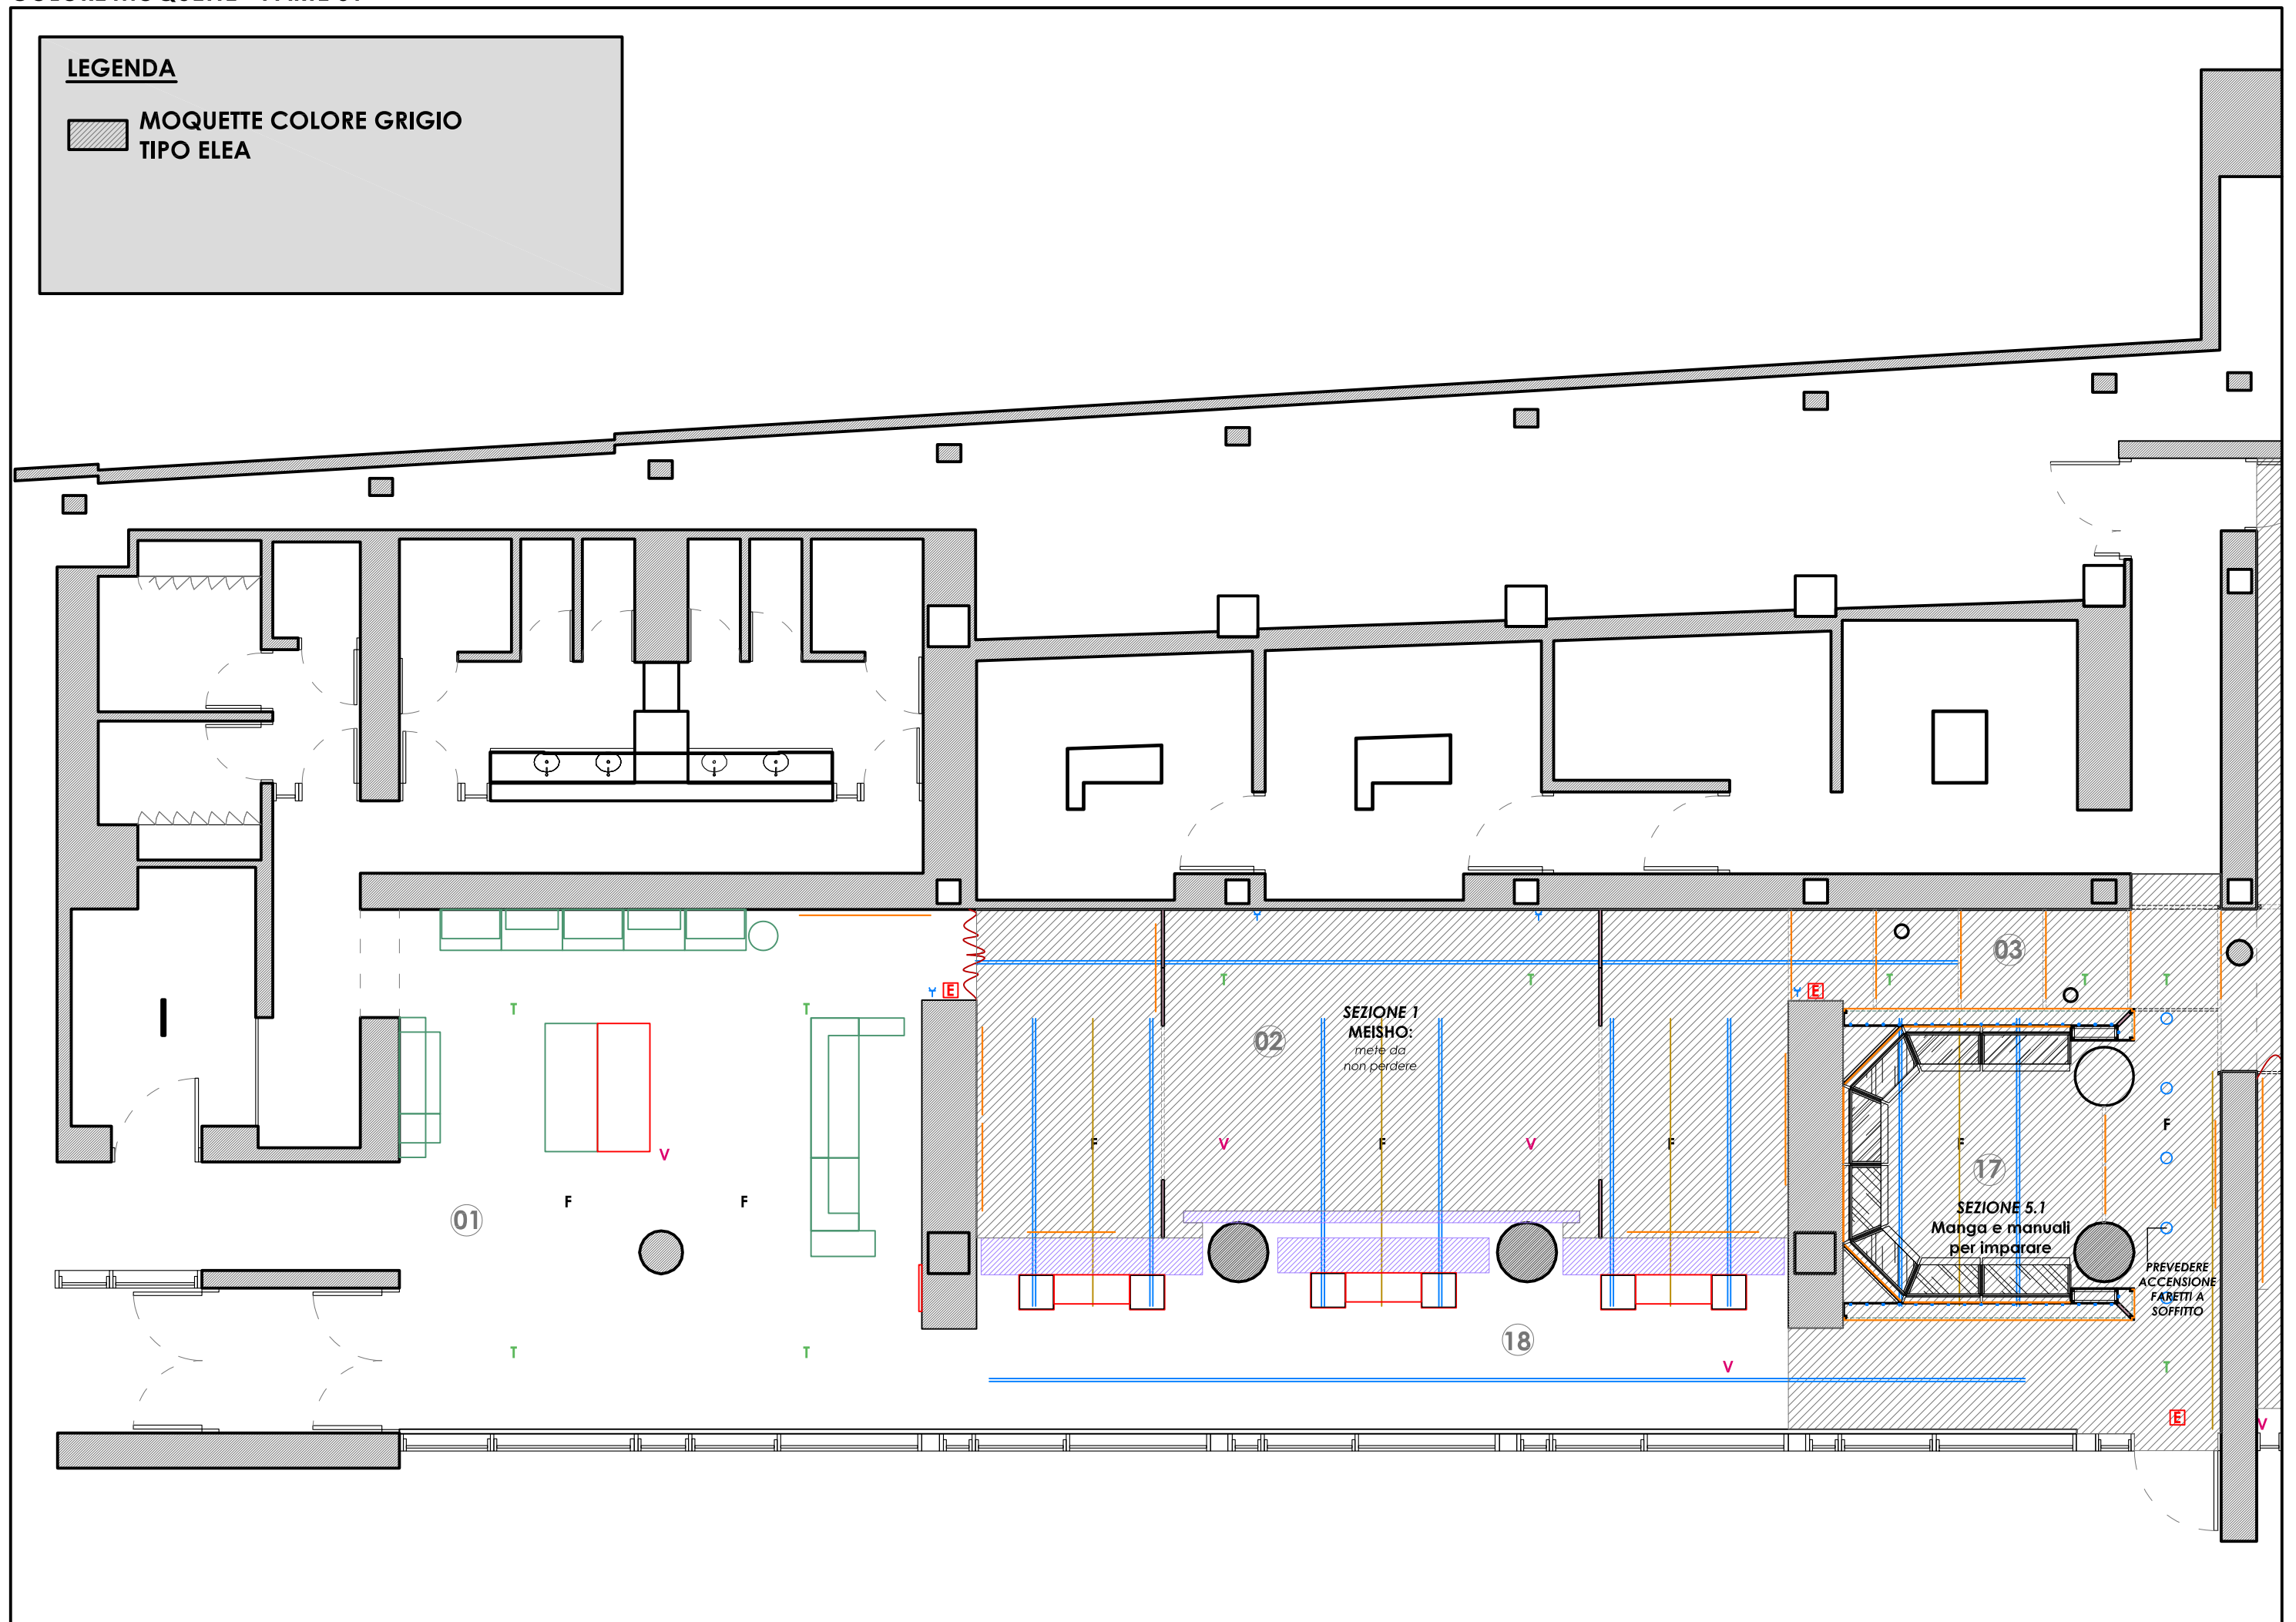 LEGENDA
MOQUETTE COLORE GRIGIO
TIPO ELEA
03
T
T
T
T
T
E
E
SEZIONE 1
MEISHO:
mete da
non perdere
02
T
T
F
F
V
V
F
F
F
F
V
17
SEZIONE 5.1
Manga e manuali
per imparare
F
F
01
PREVEDERE
ACCENSIONE
FARETTI A
SOFFITTO
18
T
T
V
T
E
V